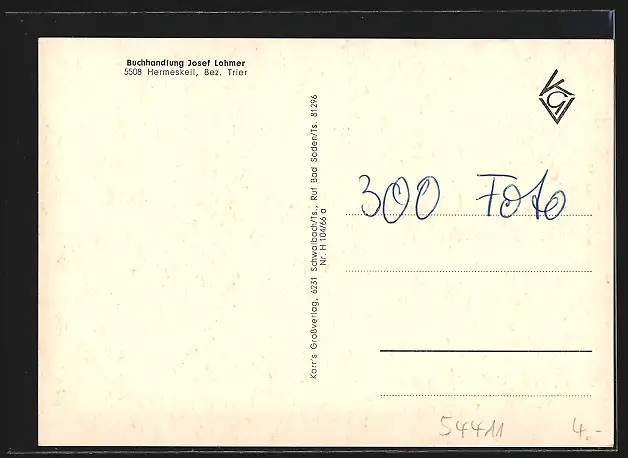 Buchhandlung Josef Lohmer
5508 Hermeskeil, Bez. Trier
Korr's Großverlag, 6231 Schwalbach/Ts., Ruf Bad Soden/Ts. 81296
Nr. H 104/66 a
300 Foto
54411
4.-